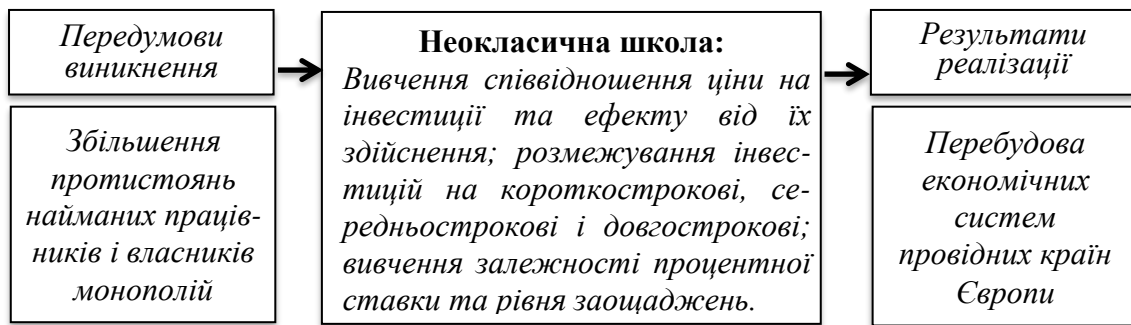 Передумови
виникнення
Збільшення
протистоянь
найманих праців-
ників і власників
монополій
Неокласична школа:
Вивчення співвідношення ціни на
інвестиції та ефекту від їх
здійснення; розмежування інвес-
тицій на короткострокові, се-
редньострокові і довгострокові;
вивчення залежності процентної
ставки та рівня заощаджень.
Результати
реалізації
Перебудова
економічних
систем
провідних країн
Європи